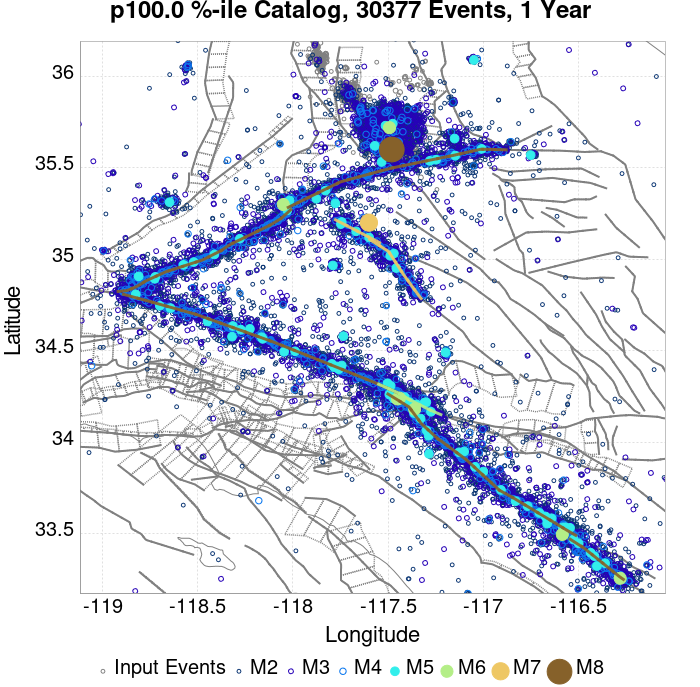 p100.0 %-ile Catalog, 30377 Events, 1 Year
36
35.5
35
34.5
34
33.5
Latitude
-119
-118.5
-118
-117.5
-117
-116.5
Longitude
Input Events
M2
M3
M4
M5
M6
M7
M8